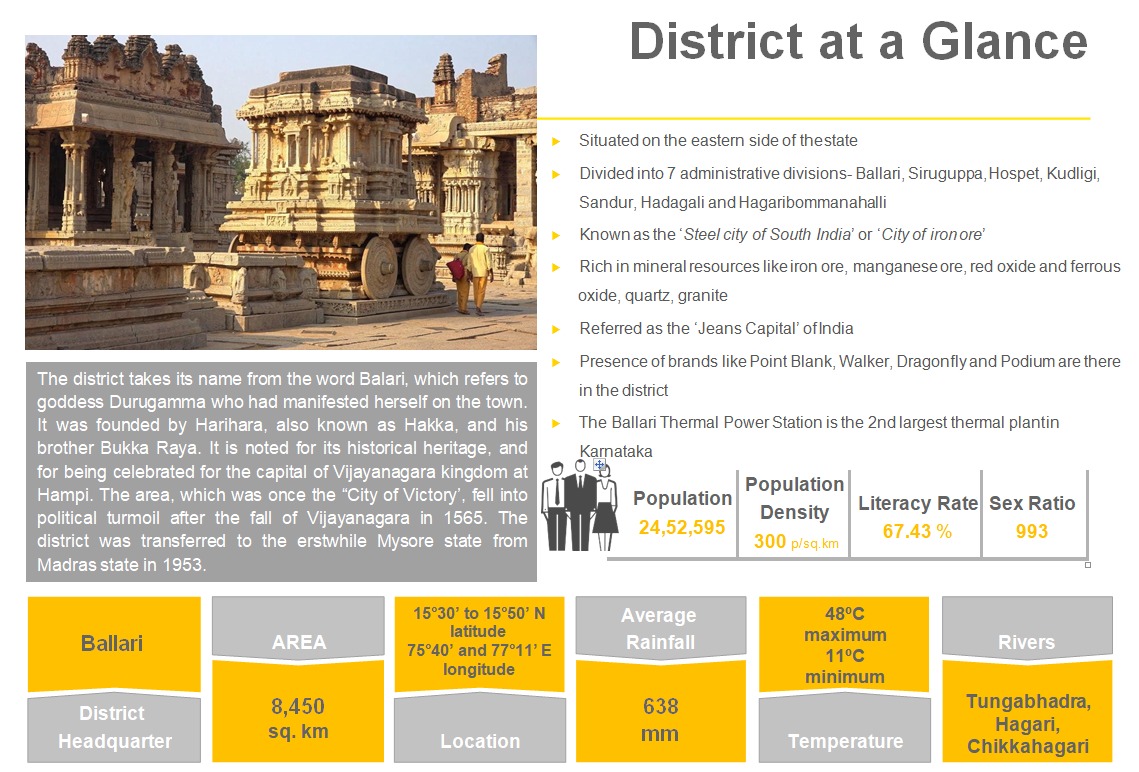 District at a Glance
Situated on the eastern side of thestate
Divided into 7 administrative divisions- Ballari, Siruguppa, Hospet, Kudligi,
Sandur, Hadagali and Hagaribommanahalli
Known as the ‘Steel city of South India’ or ‘City of iron ore’
Rich in mineral resources like iron ore, manganese ore, red oxide and ferrous
oxide, quartz, granite
Referred as the ‘Jeans Capital’ of India
Presence of brands like Point Blank, Walker, Dragonfly and Podium are there
in the district
The Ballari Thermal Power Station is the 2nd largest thermal plant in
Karnataka
The district takes its name from the word Balari, which refers to
goddess Durugamma who had manifested herself on the town.
It was founded by Harihara, also known as Hakka, and his
brother Bukka Raya. It is noted for its historical heritage, and
for being celebrated for the capital of Vijayanagara kingdom at
Hampi. The area, which was once the “City of Victory’, fell into
political turmoil after the fall of Vijayanagara in 1565. The
district was transferred to the erstwhile Mysore state from
Madras state in 1953.
Population
24,52,595
Population
Density
300 p/sq.km
Literacy Rate
67.43 %
Sex Ratio
993
Ballari
District
Headquarter
AREA
8,450
sq. km
15°30’ to 15°50’ N
latitude
75°40’ and 77°11’ E
longitude
Location
Average
Rainfall
638
mm
48ºC
maximum
11ºC
minimum
Temperature
Rivers
Tungabhadra,
Hagari,
Chikkahagari